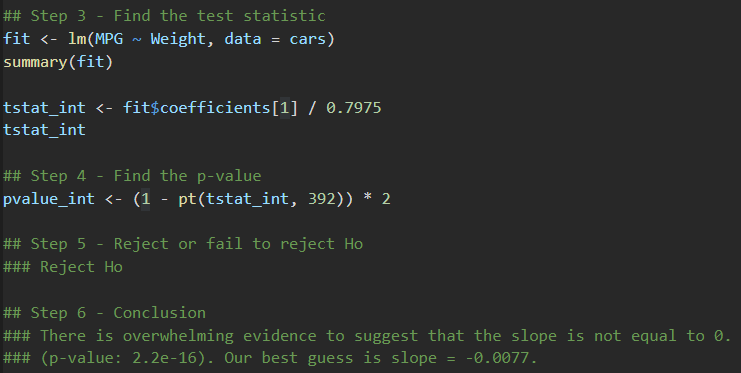 ## Step 3 - Find the test statistic
fit <- lm(MPG ~ Weight, data = cars)
summary(fit)
tstat_int <- fit$coefficients[1] / 0.7975
tstat_int
## Step 4 - Find the p-value
pvalue_int <- (1 - pt(tstat_int, 392)) * 2
## Step 5 - Reject or fail to reject Ho
### Reject Ho
## Step 6 - Conclusion
### There is overwhelming evidence to suggest that the slope is not equal to 0.
### (p-value: 2.2e-16). Our best guess is slope = -0.0077.